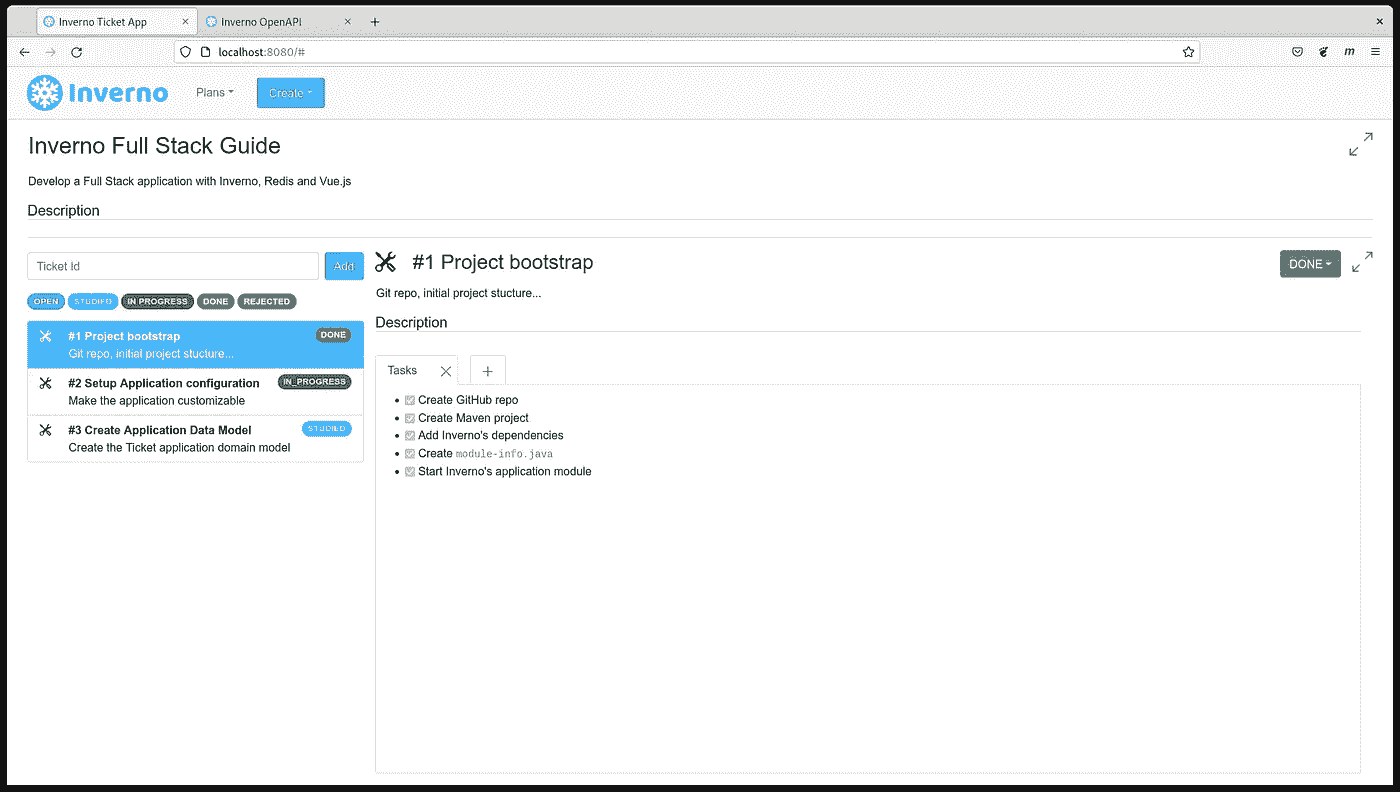 Inverno Ticket App
Inverno OpenAPI
localhost:8080/#
Inverno
Plans
Create
Inverno Full Stack Guide
Develop a Full Stack application with Inverno, Redis and Vue.js
Description
Ticket Id
Add
OPEN STUDIED IN PROGRESS DONE REJECTED
#1 Project bootstrap DONE
Git repo, initial project stucture...
#2 Setup Application configuration IN_PROGRESS
Make the application customizable
#3 Create Application Data Model STUDIED
Create the Ticket application domain model
#1 Project bootstrap
DONE
Git repo, initial project stucture...
Description
Tasks
Create GitHub repo
Create Maven project
Add Inverno's dependencies
Create module-info.java
Start Inverno's application module